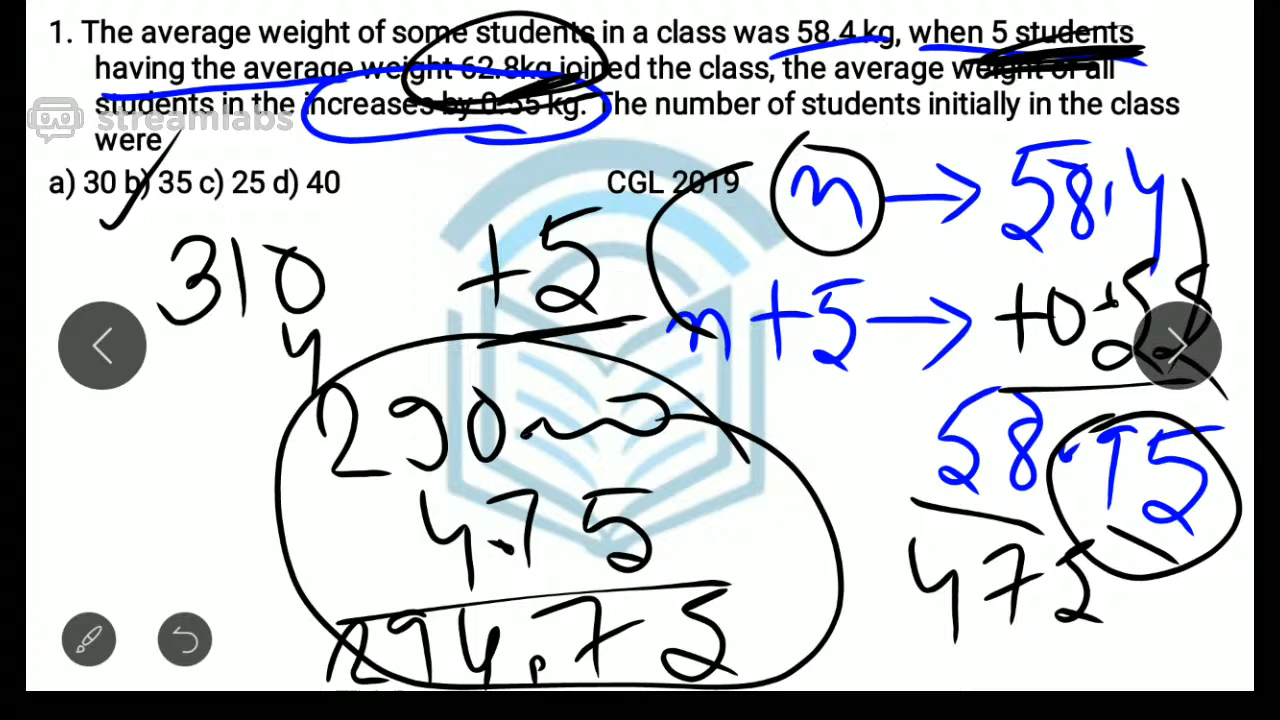 1. The average weight of some students in a class was 58.4 kg, when 5 students
having the average weight 62.8kg joined the class, the average weight of all
students in the increases by 0.55 kg. The number of students initially in the class
were
streamlabs
a) 30 b) 35 c) 25 d) 40 CGL 2019
n → 58.4
310 +5
n+5 → +0.55
4
290
58.95
4.75
475
294.75